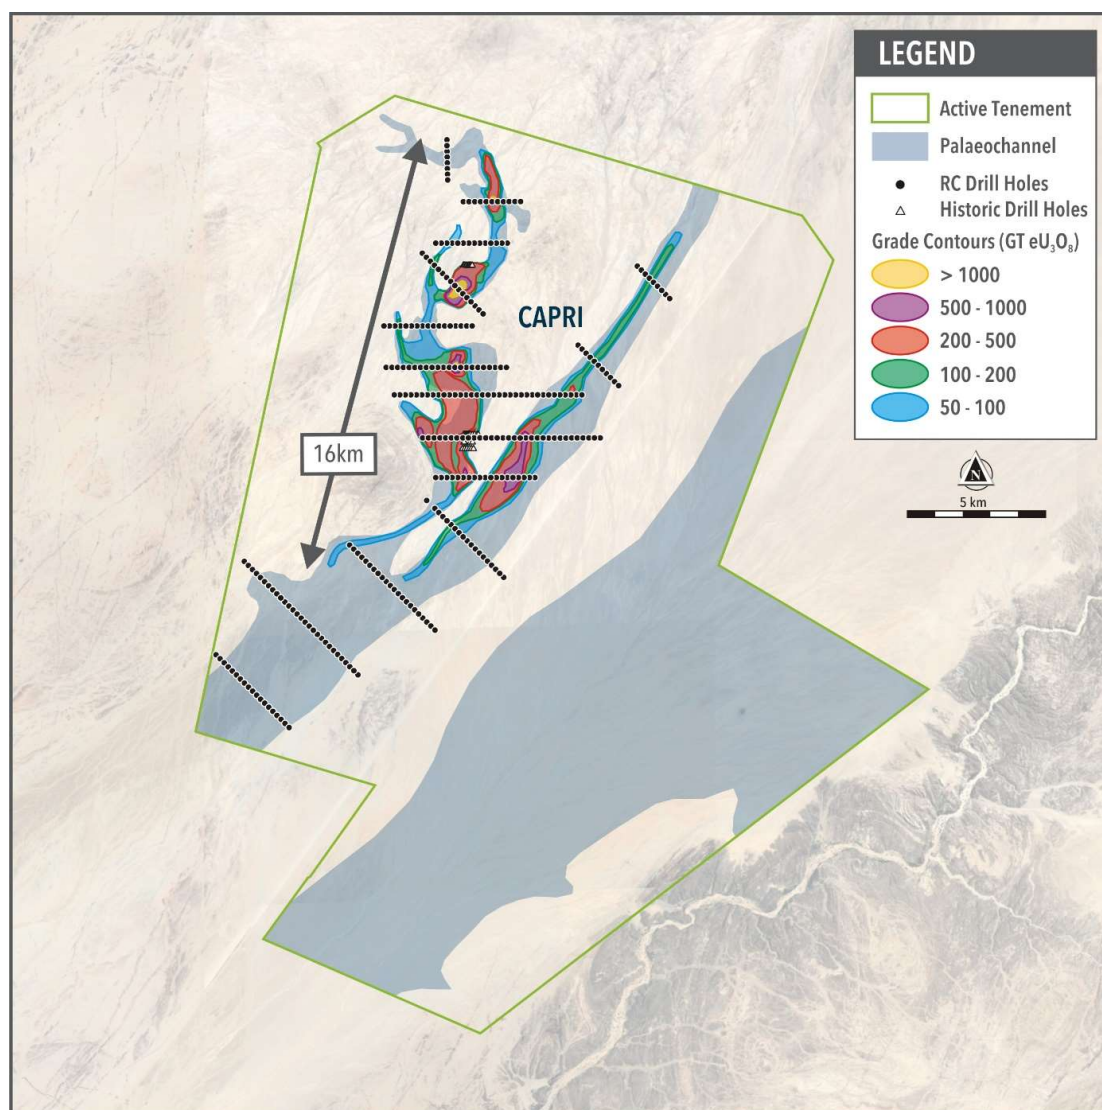 LEGEND
Active Tenement
Palaeochannel
RC Drill Holes
Historic Drill Holes
Grade Contours (GT eU₃O₈)
> 1000
500 - 1000
200 - 500
100 - 200
50 - 100
CAPRI
16km
N
5 km